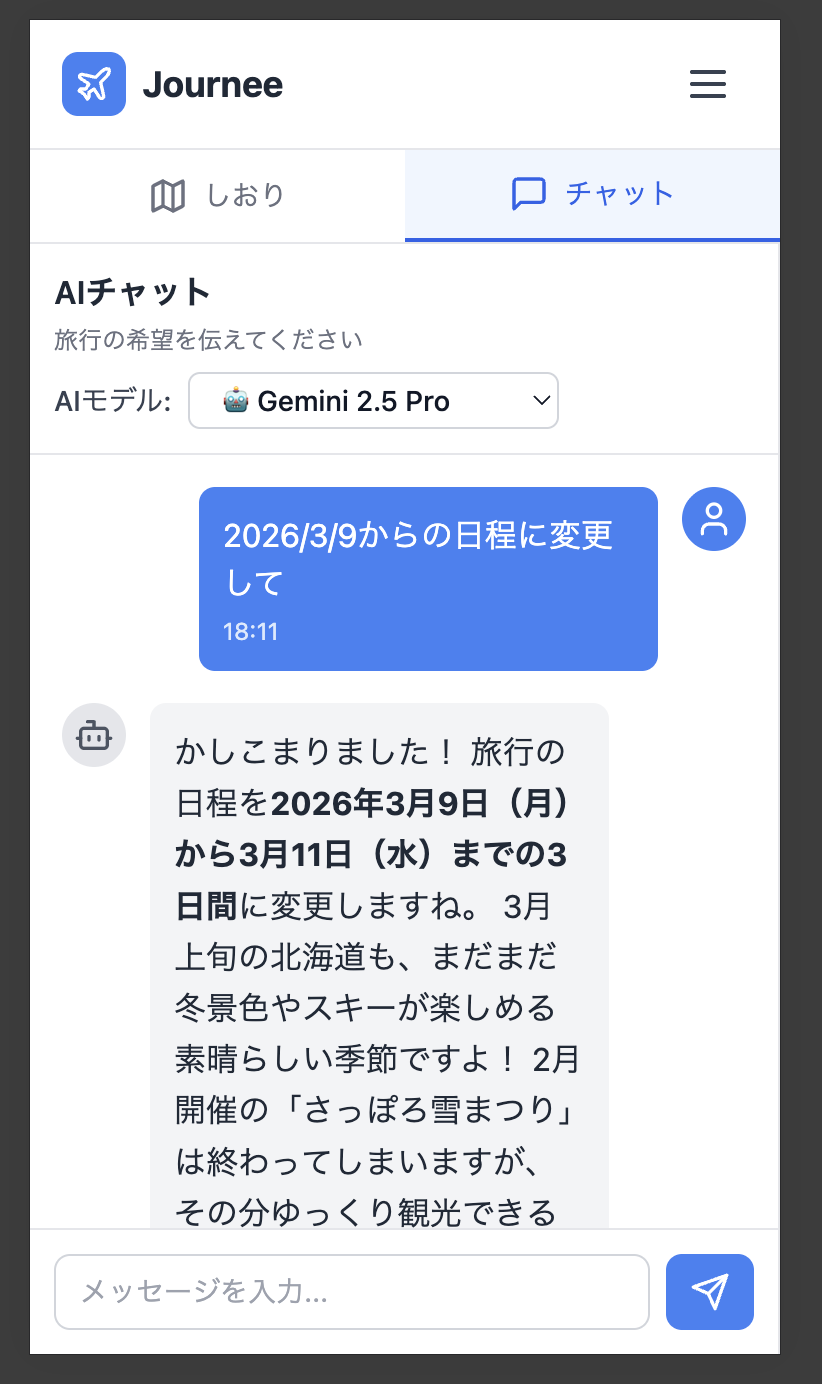 Journee
しおり
チャット
AIチャット
旅行の希望を伝えてください
AIモデル:
Gemini 2.5 Pro
2026/3/9からの日程に変更
して
18:11
かしこまりました！ 旅行の
日程を2026年3月9日（月）
から3月11日（水）までの3
日間に変更しますね。 3月
上旬の北海道も、まだまだ
冬景色やスキーが楽しめる
素晴らしい季節ですよ！ 2月
開催の「さっぽろ雪まつり」
は終わってしまいますが、
その分ゆっくり観光できる
メッセージを入力...